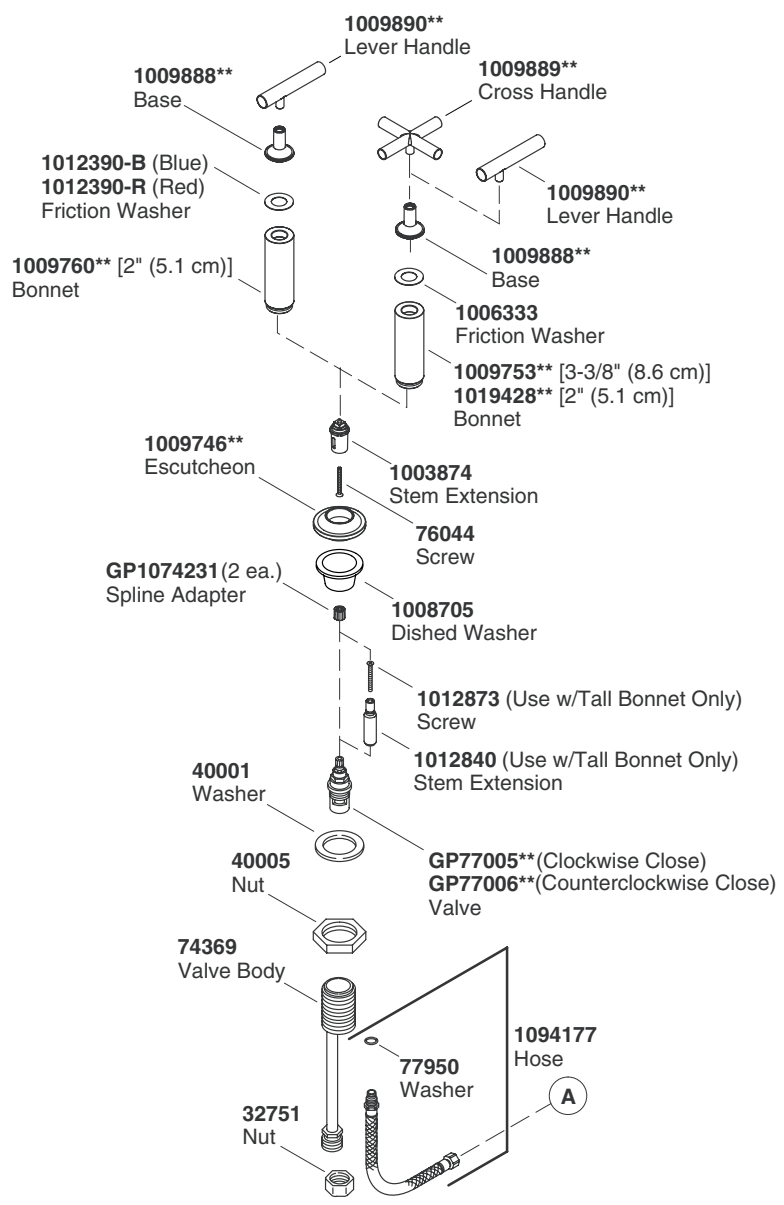 1009890**
Lever Handle
1009888**
Base
1009889**
Cross Handle
1012390-B (Blue)
1012390-R (Red)
Friction Washer
1009890**
Lever Handle
1009760** [2" (5.1 cm)]
Bonnet
1009888**
Base
1006333
Friction Washer
1009753** [3-3/8" (8.6 cm)]
1019428** [2" (5.1 cm)]
Bonnet
1009746**
Escutcheon
1003874
Stem Extension
76044
Screw
GP1074231 (2 ea.)
Spline Adapter
1008705
Dished Washer
1012873 (Use w/Tall Bonnet Only)
Screw
1012840 (Use w/Tall Bonnet Only)
Stem Extension
40001
Washer
GP77005** (Clockwise Close)
GP77006** (Counterclockwise Close)
Valve
40005
Nut
74369
Valve Body
1094177
Hose
77950
Washer
A
32751
Nut